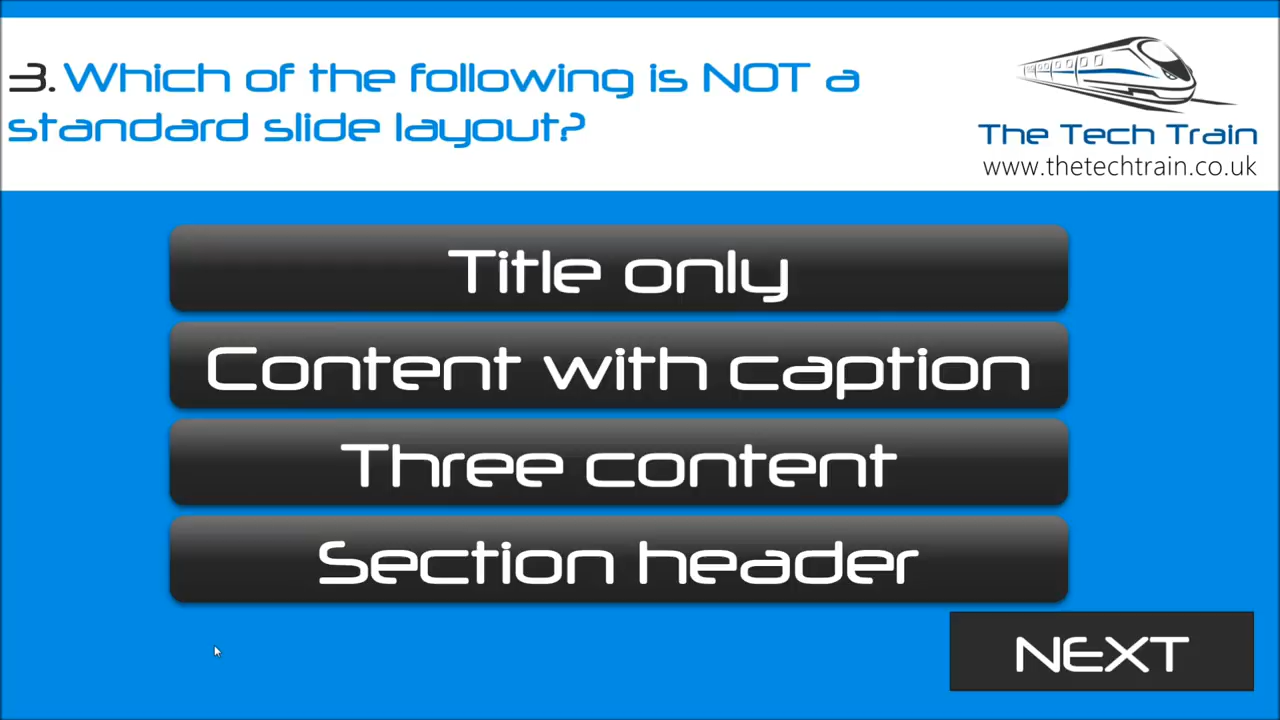 3. Which of the following is NOT a
standard slide layout?
The Tech Train
www.thetechtrain.co.uk
Title only
Content with caption
Three content
Section header
NEXT